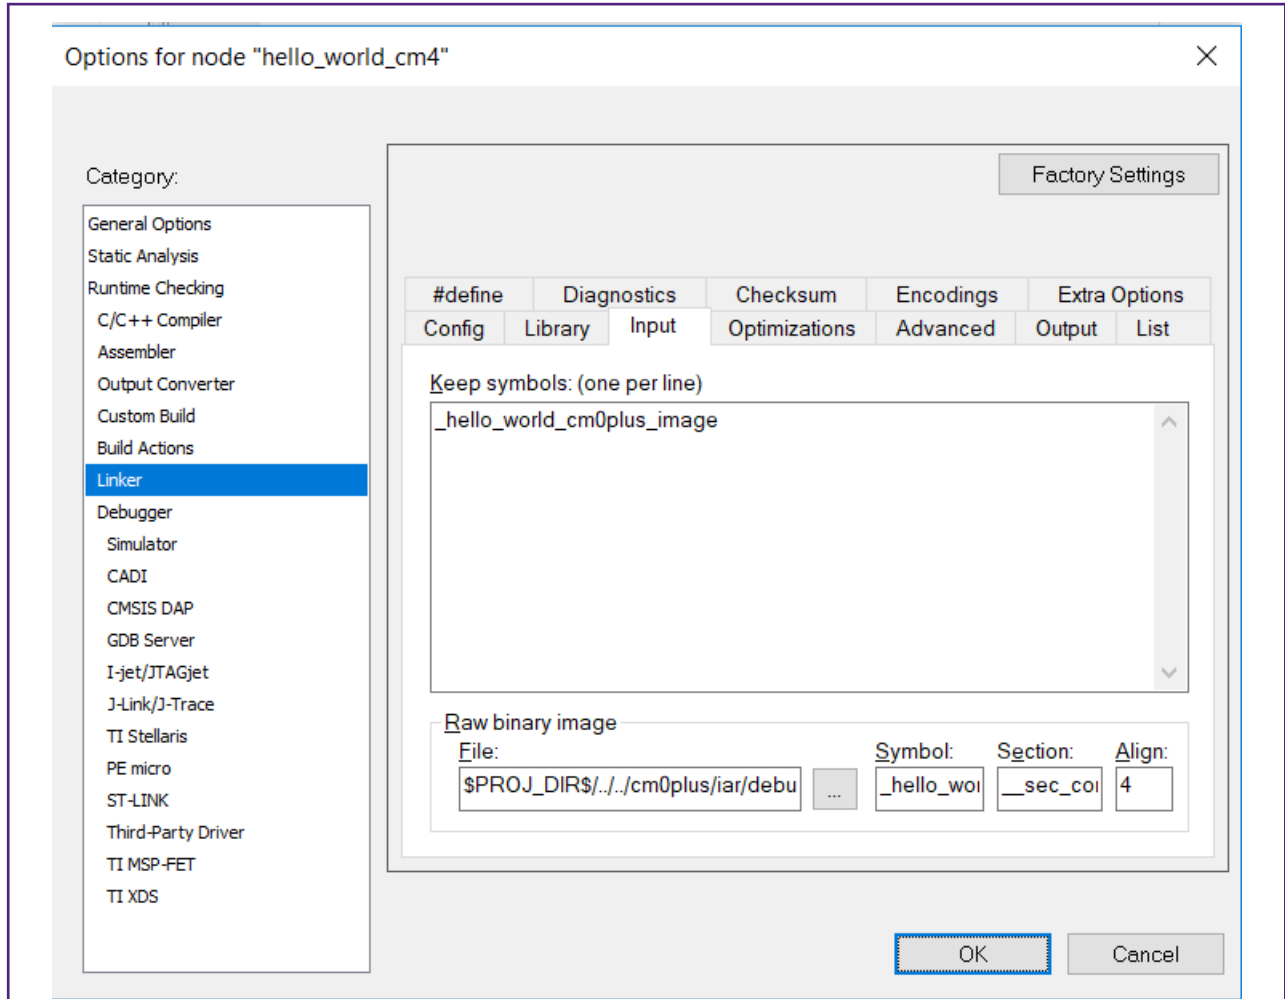 Options for node "hello_world_cm4"
Category:
Factory Settings
General Options
Static Analysis
Runtime Checking
C/C++ Compiler
Assembler
Output Converter
Custom Build
Build Actions
Linker
Debugger
Simulator
CADI
CMSIS DAP
GDB Server
I-jet/JTAGjet
J-Link/J-Trace
TI Stellaris
PE micro
ST-LINK
Third-Party Driver
TI MSP-FET
TI XDS
#define Diagnostics Checksum Encodings Extra Options
Config Library Input Optimizations Advanced Output List
Keep symbols: (one per line)
_hello_world_cm0plus_image
Raw binary image
File: Symbol: Section: Align:
$PROJ_DIR$/../../cm0plus/iar/debu ... _hello_wor __sec_cor 4
OK Cancel